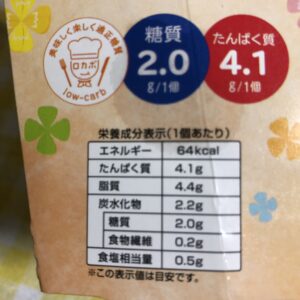 美味しく楽しく適正糖質
ロカボ
low-carb
糖質
2.0
g/1個
たんぱく質
4.1
g/1個
栄養成分表示(1個あたり)
エネルギー 64kcal
たんぱく質 4.1g
脂質 4.4g
炭水化物 2.2g
糖質 2.0g
食物繊維 0.2g
食塩相当量 0.5g
※この表示値は目安です。